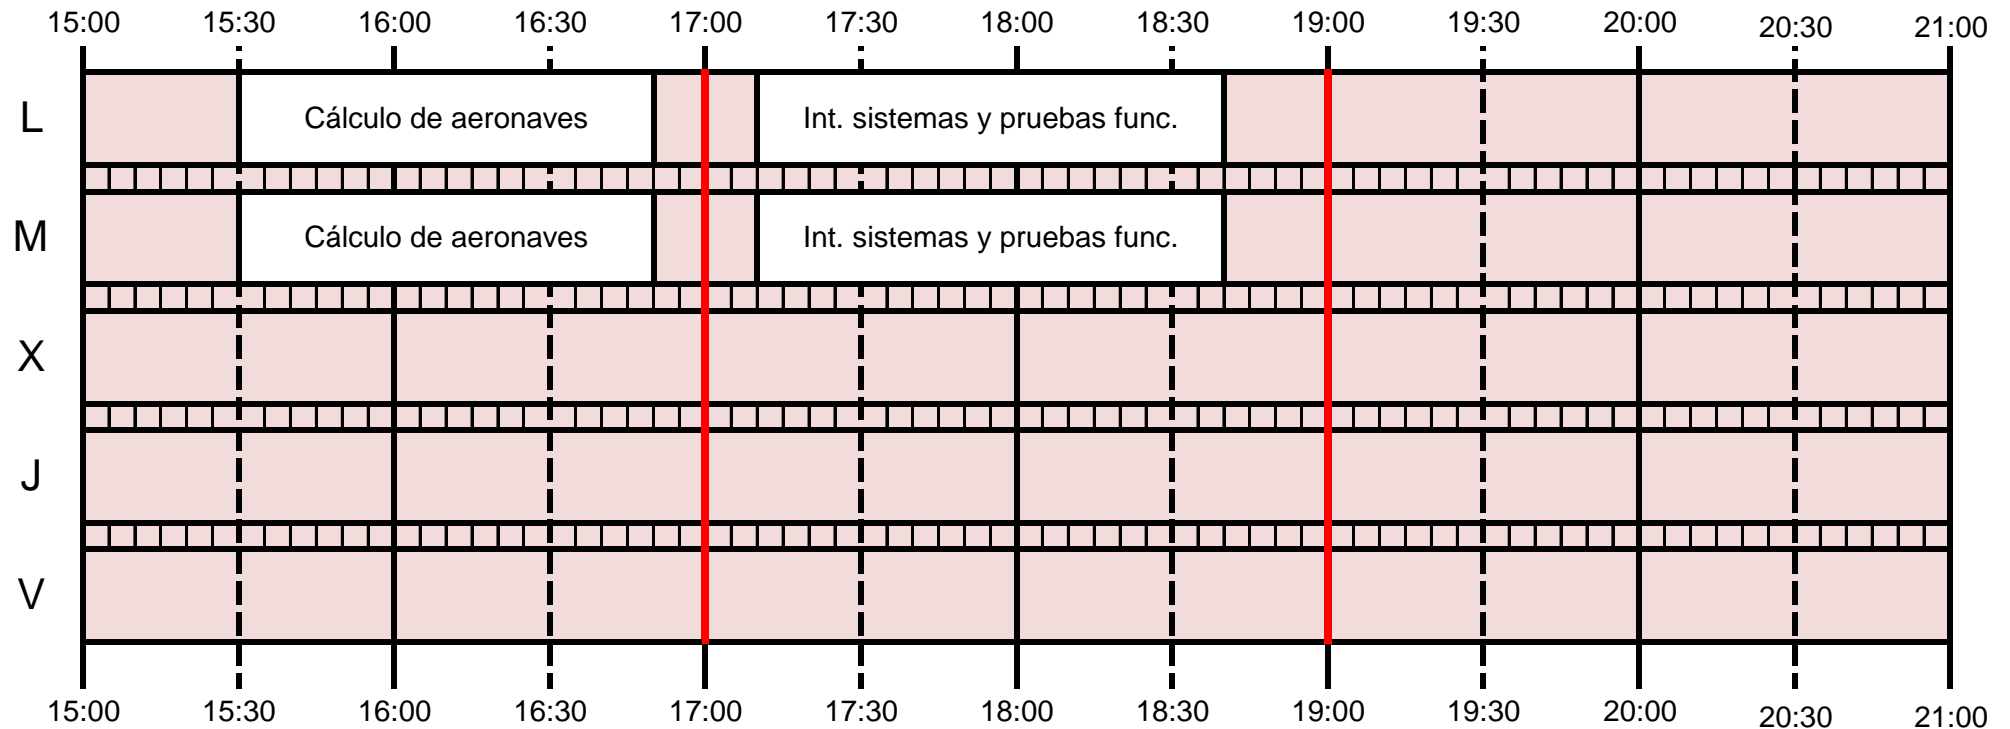 15:00 15:30 16:00 16:30 17:00 17:30 18:00 18:30 19:00 19:30 20:00 20:30 21:00
L Cálculo de aeronaves Int. sistemas y pruebas func.
M Cálculo de aeronaves Int. sistemas y pruebas func.
X
J
V
15:00 15:30 16:00 16:30 17:00 17:30 18:00 18:30 19:00 19:30 20:00 20:30 21:00